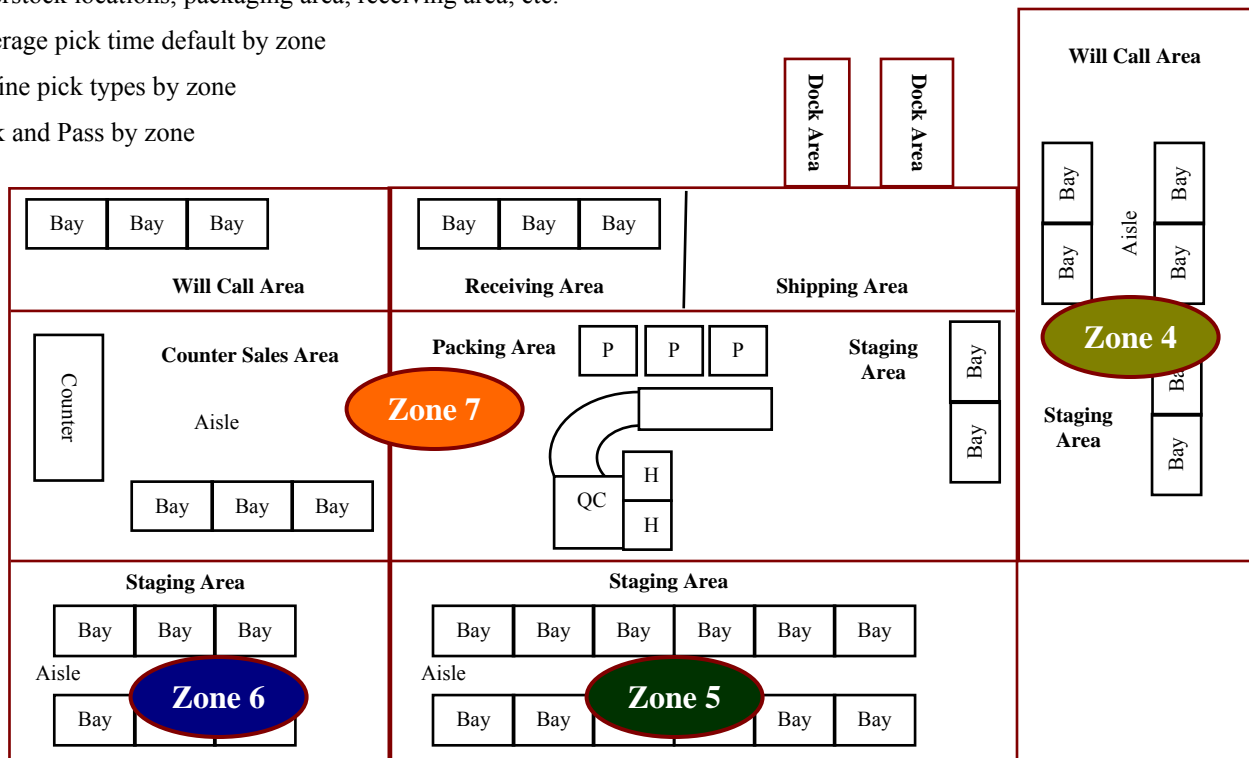 erstock locations, packaging area, receiving area, etc.
erage pick time default by zone
ine pick types by zone
k and Pass by zone
Will Call Area
Dock Area
Dock Area
Bay
Bay
Aisle
Bay
Bay
Zone 4
Bay
Staging
Area
Bay
Bay Bay Bay
Will Call Area
Bay Bay Bay
Receiving Area
Shipping Area
Counter Sales Area
Counter
Aisle
Bay Bay Bay
Zone 7
Packing Area
P P P
QC
H
H
Staging
Area
Bay
Bay
Staging Area
Bay Bay Bay
Aisle
Zone 6
Bay
Staging Area
Bay Bay Bay Bay Bay Bay
Aisle
Zone 5
Bay Bay Bay Bay